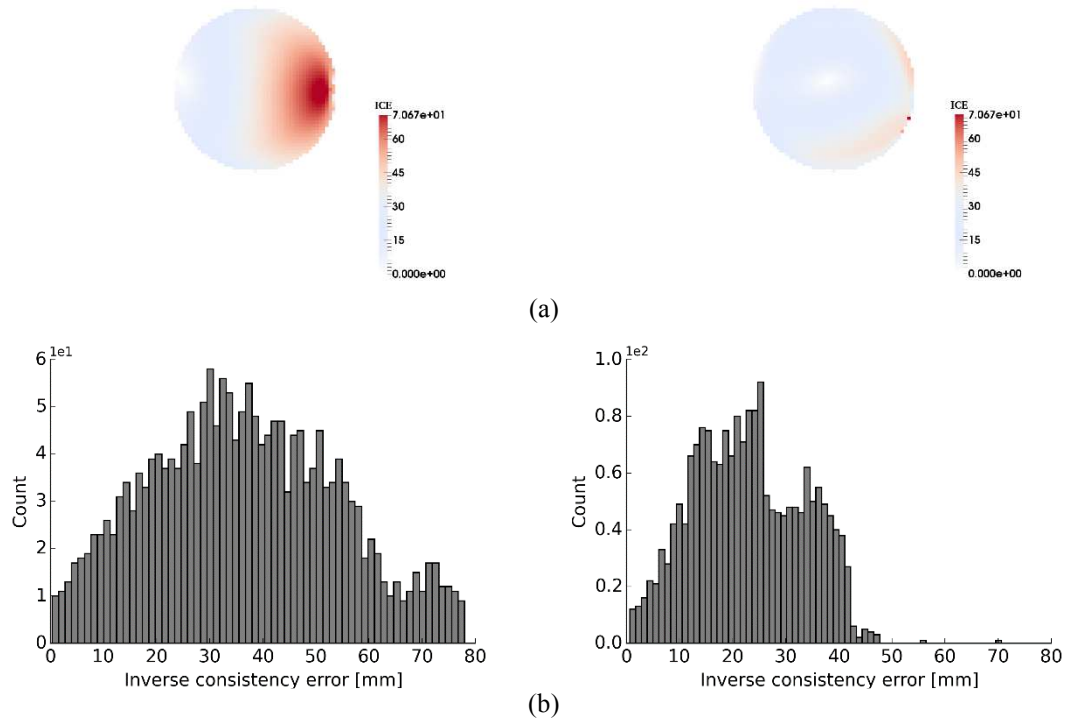 ICE
7.067e+01
60
45
30
15
0.000e+00
ICE
7.067e+01
60
45
30
15
0.000e+00
(a)
1e1
6
5
4
3
2
1
0
Count
0 10 20 30 40 50 60 70 80
Inverse consistency error [mm]
1e2
1.0
0.8
0.6
0.4
0.2
0.0
Count
0 10 20 30 40 50 60 70 80
Inverse consistency error [mm]
(b)